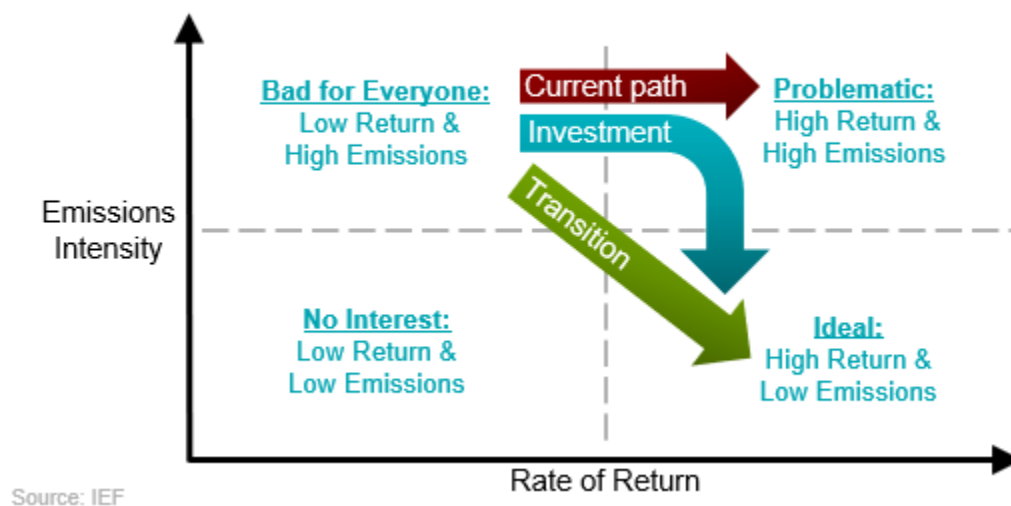 Bad for Everyone:
Low Return &
High Emissions
Current path
Investment
Transition
Problematic:
High Return &
High Emissions
Emissions
Intensity
No Interest:
Low Return &
Low Emissions
Ideal:
High Return &
Low Emissions
Rate of Return
Source: IEF